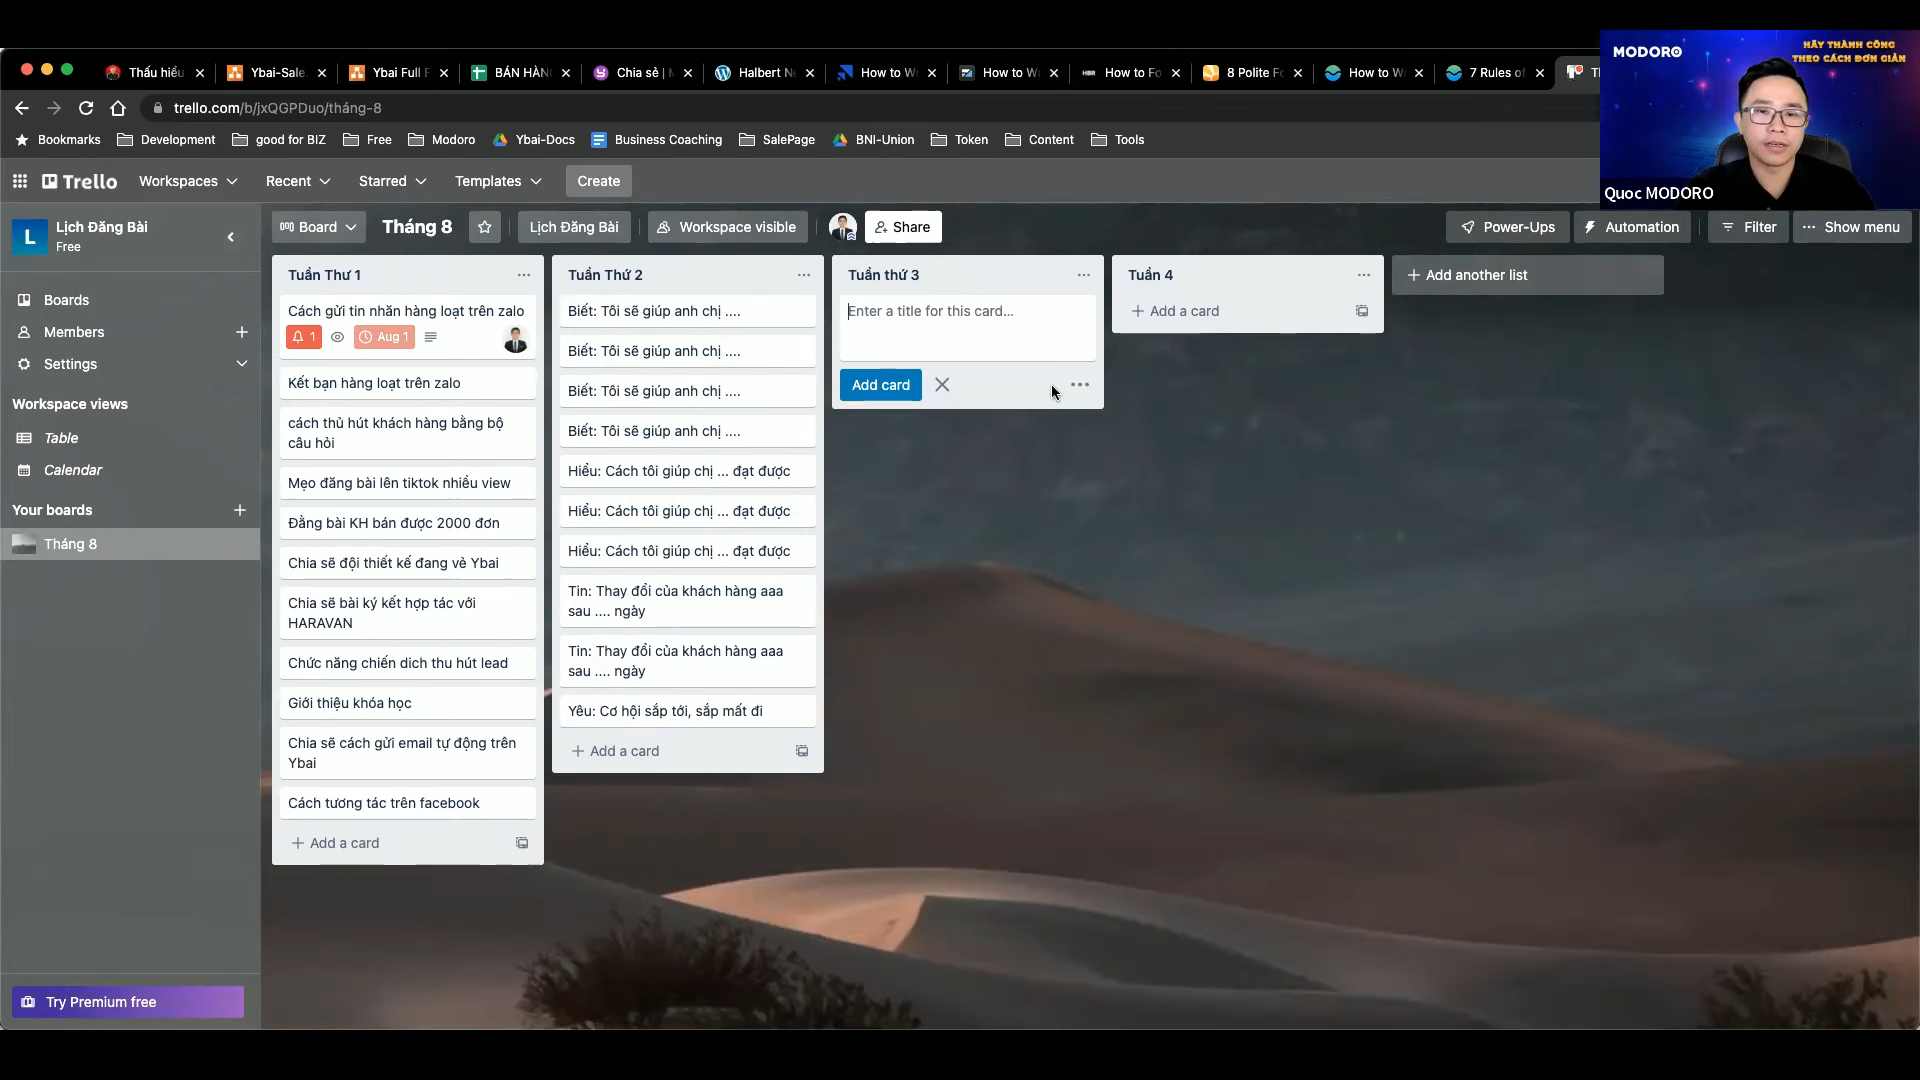 MODORO
HÃY THÀNH CÔNG
THEO CÁCH ĐƠN GIẢN
Quoc MODORO
Thấu hiểu
Ybai-Sale
Ybai Full F
BÁN HÀN
Chia sẻ | M
Halbert Ne
How to W
How to Wr
HBR
How to Fo
8 Polite Fo
How to W
7 Rules of
trello.com/b/jxQGPDuo/tháng-8
Bookmarks
Development
good for BIZ
Free
Modoro
Ybai-Docs
Business Coaching
SalePage
BNI-Union
Token
Content
Tools
Trello
Workspaces
Recent
Starred
Templates
Create
L
Lịch Đăng Bài
Free
Board
Tháng 8
Lịch Đăng Bài
Workspace visible
Share
Power-Ups
Automation
Filter
Show menu
Boards
Members
Settings
Workspace views
Table
Calendar
Your boards
Tháng 8
Try Premium free
Tuần Thư 1
Cách gửi tin nhăn hàng loạt trên zalo
1
Aug 1
Kết bạn hàng loạt trên zalo
cách thủ hút khách hàng bằng bộ
câu hỏi
Mẹo đăng bài lên tiktok nhiều view
Đằng bài KH bán được 2000 đơn
Chia sẽ đội thiết kế đang vẻ Ybai
Chia sẽ bài ký kết hợp tác với
HARAVAN
Chức năng chiến dich thu hút lead
Giới thiệu khóa học
Chia sẽ cách gửi email tự động trên
Ybai
Cách tương tác trên facebook
Add a card
Tuần Thứ 2
Biết: Tôi sẽ giúp anh chị ....
Biết: Tôi sẽ giúp anh chị ....
Biết: Tôi sẽ giúp anh chị ....
Biết: Tôi sẽ giúp anh chị ....
Hiểu: Cách tôi giúp chị ... đạt được
Hiểu: Cách tôi giúp chị ... đạt được
Hiểu: Cách tôi giúp chị ... đạt được
Tin: Thay đổi của khách hàng aaa
sau .... ngày
Tin: Thay đổi của khách hàng aaa
sau .... ngày
Yêu: Cơ hội sắp tới, sắp mất đi
Add a card
Tuần thứ 3
Enter a title for this card...
Add card
Tuần 4
Add a card
Add another list